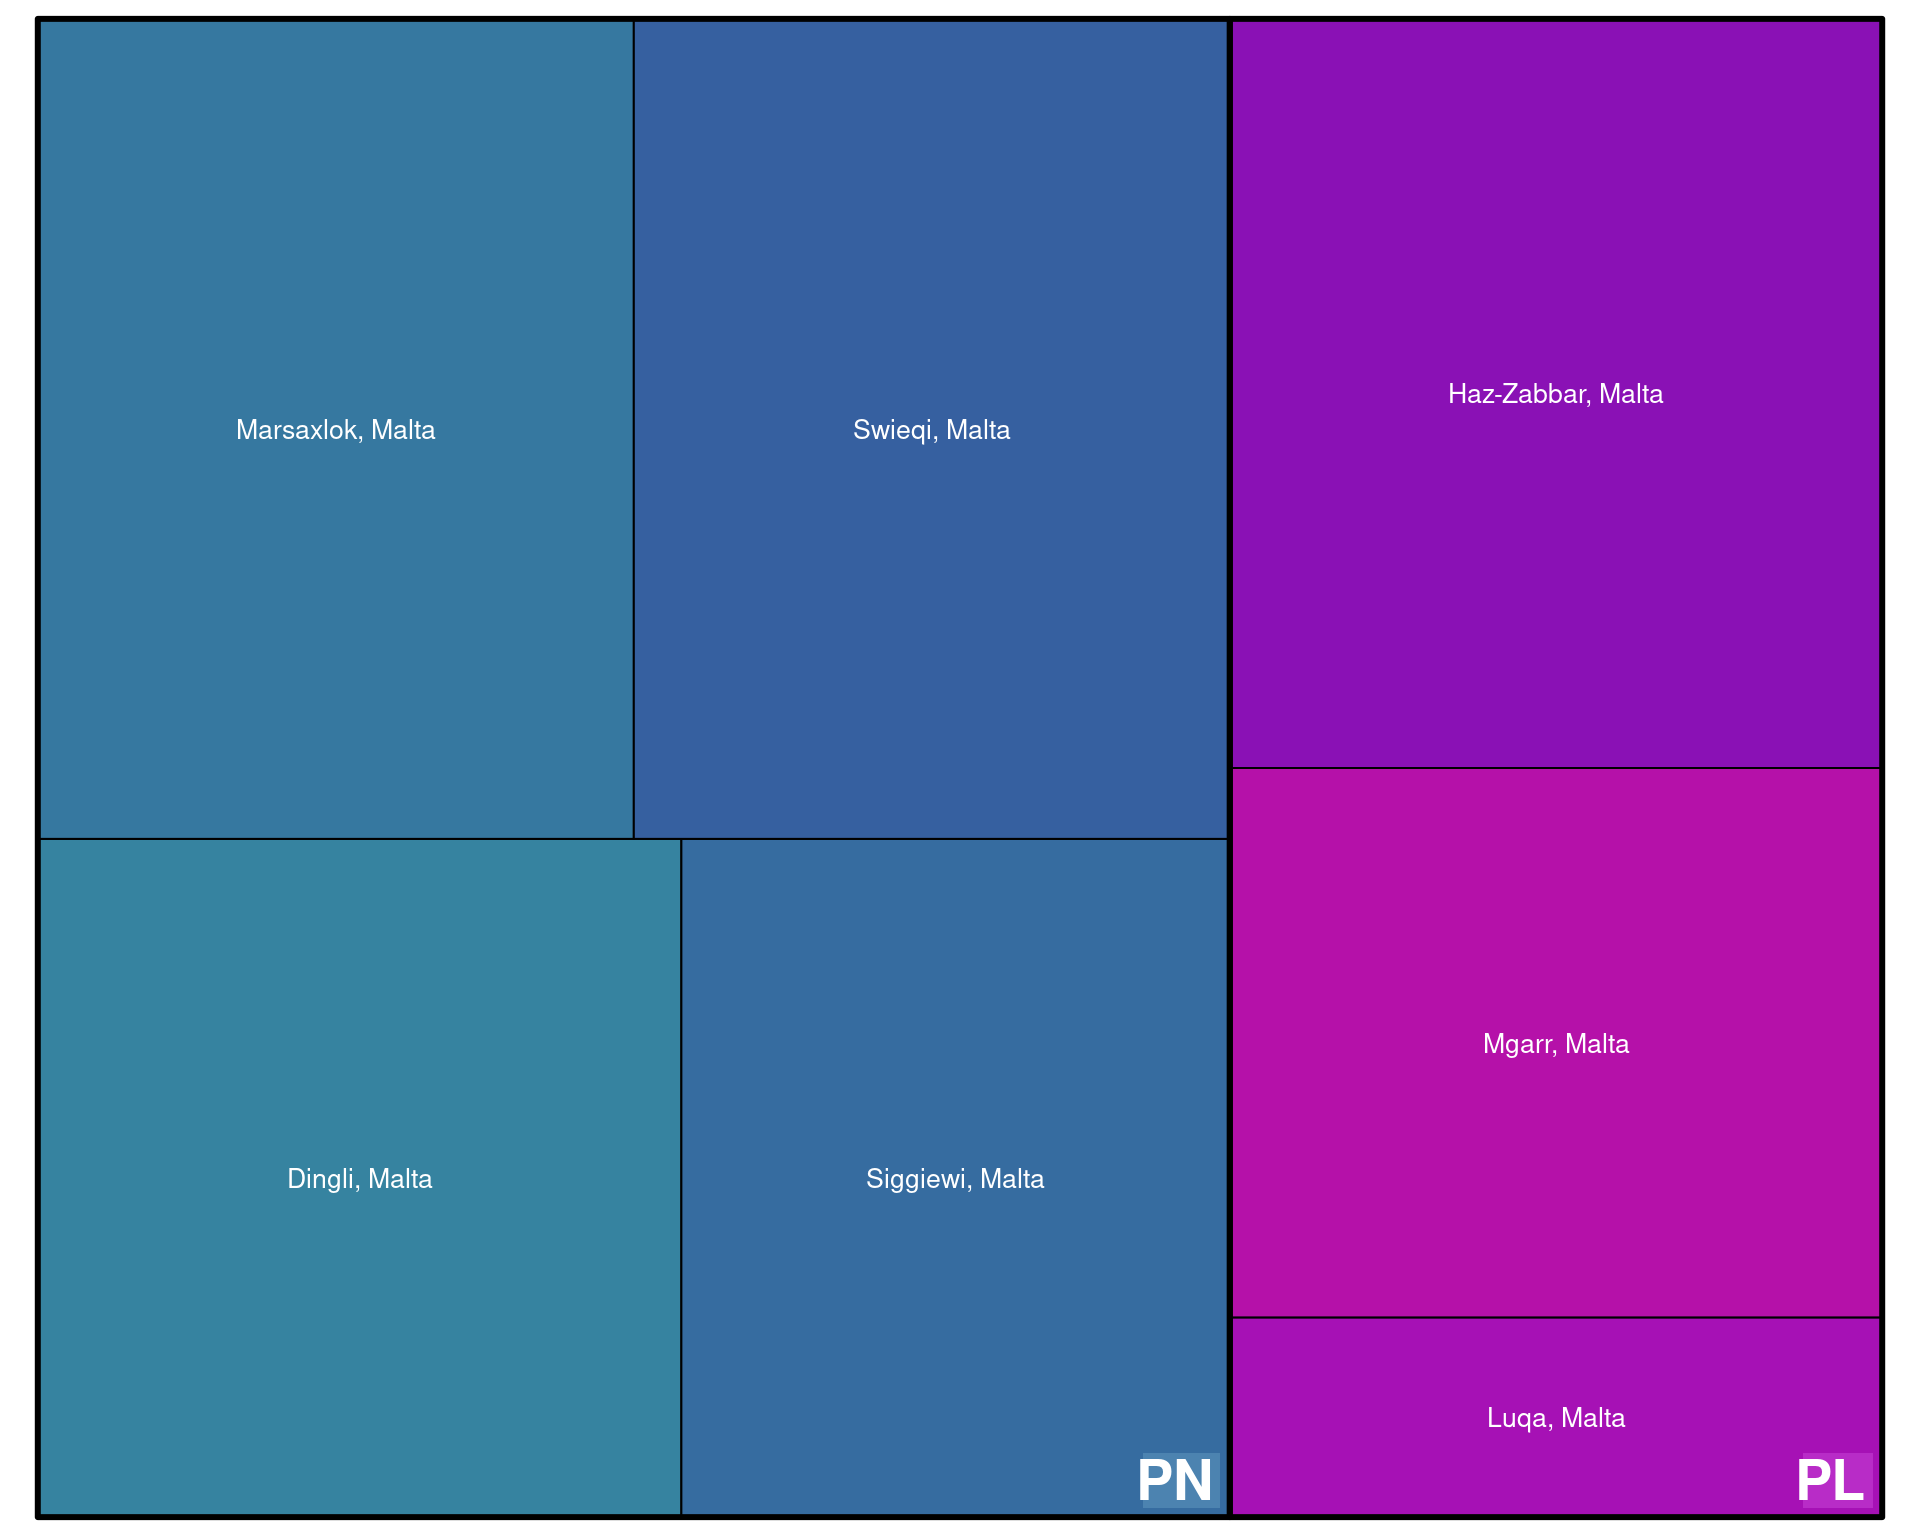 Marsaxlok, Malta
Swieqi, Malta
Haz-Zabbar, Malta
Mgarr, Malta
Dingli, Malta
Siggiewi, Malta
Luqa, Malta
PN
PL